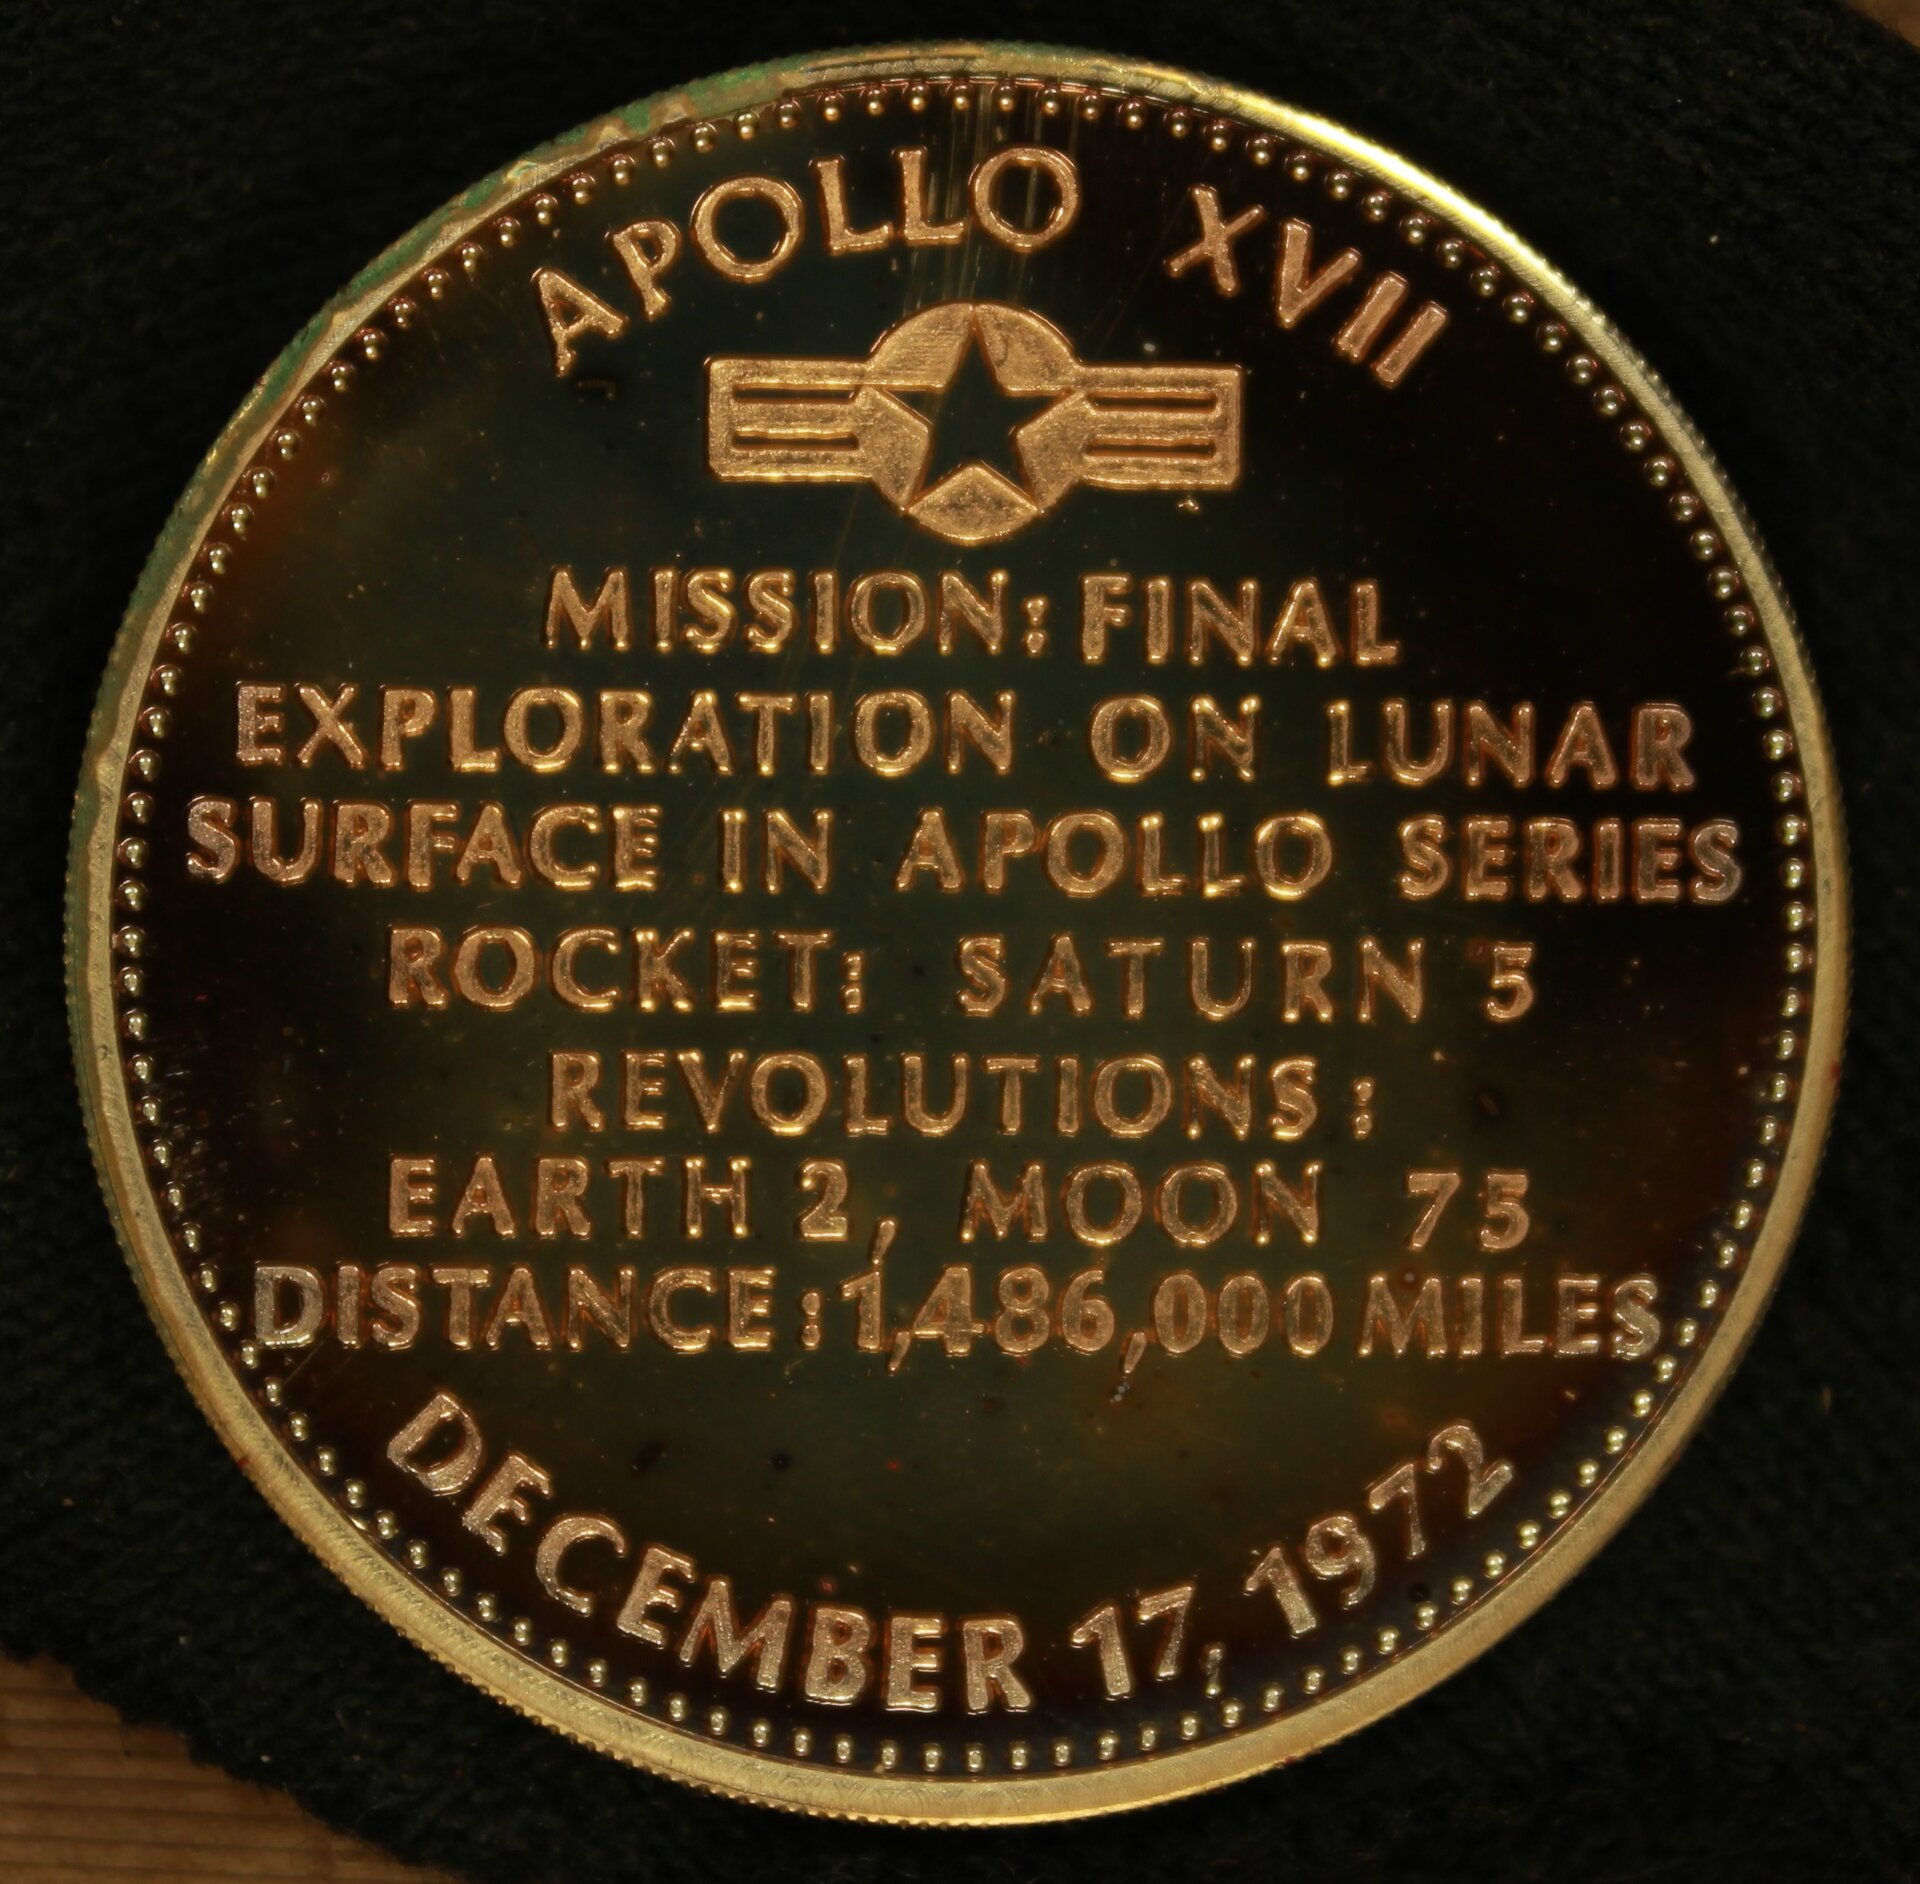 APOLLO XVII
MISSION: FINAL
EXPLORATION ON LUNAR
SURFACE IN APOLLO SERIES
ROCKET: SATURN 5
REVOLUTIONS:
EARTH 2, MOON 75
DISTANCE: 1,486,000 MILES
DECEMBER 17, 1972